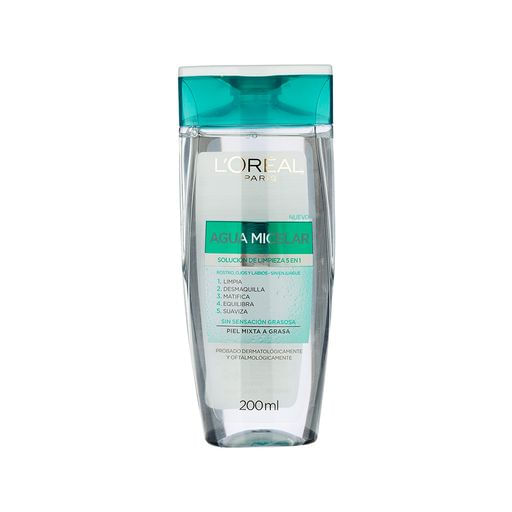 L'ORÉAL
PARIS
NUEVO
AGUA MICELAR
SOLUCIÓN DE LIMPIEZA 5 EN 1
ROSTRO, OJOS Y LABIOS - SIN ENJUAGUE
1. LIMPIA
2. DESMAQUILLA
3. MATIFICA
4. EQUILIBRA
5. SUAVIZA
SIN SENSACIÓN GRASOSA
PIEL MIXTA A GRASA
PROBADO DERMATOLÓGICAMENTE
Y OFTALMOLÓGICAMENTE
200ml